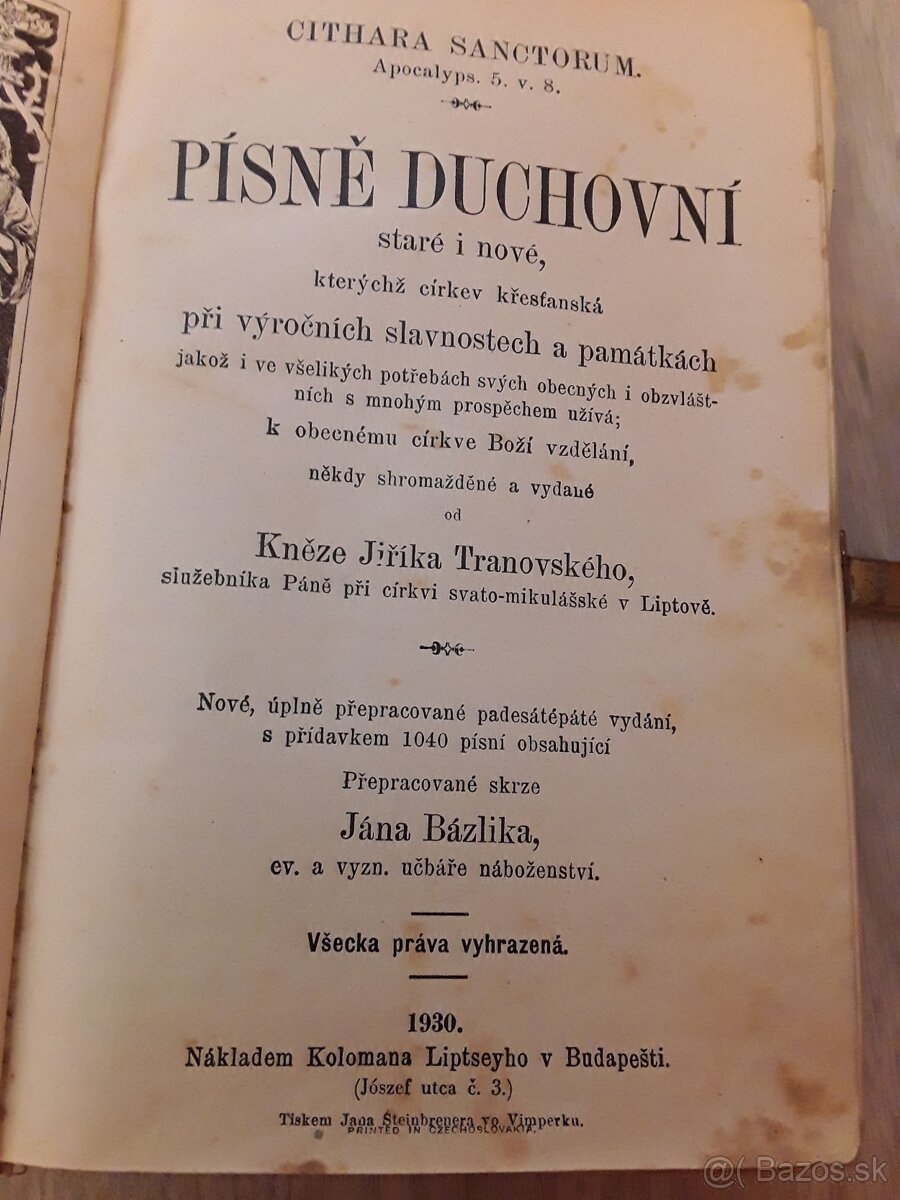 CITHARA SANCTORUM.
Apocalyps. 5. v. 8.
PÍSNĚ DUCHOVNÍ
staré i nové,
kterýchž církev křesťanská
při výročních slavnostech a památkách
jakož i ve všelikých potřebách svých obecných i obzvlášt-
ních s mnohým prospěchem užívá;
k obecnému církve Boží vzdělání,
někdy shromažděné a vydané
od
Kněze Jiříka Tranovského,
služebníka Páně při církvi svato-mikulášské v Liptově.
Nové, úplně přepracované padesátépáté vydání,
s přídavkem 1040 písní obsahující
Přepracované skrze
Jána Bázlika,
ev. a vyzn. učbáře náboženství.
Všecka práva vyhrazená.
1930.
Nákladem Kolomana Liptseyho v Budapešti.
(Jószef utca č. 3.)
Tiskem Jana Steinbrenera ve Vimperku.
PRINTED IN CZECHOSLOVAKIA.
@( Bazos.sk